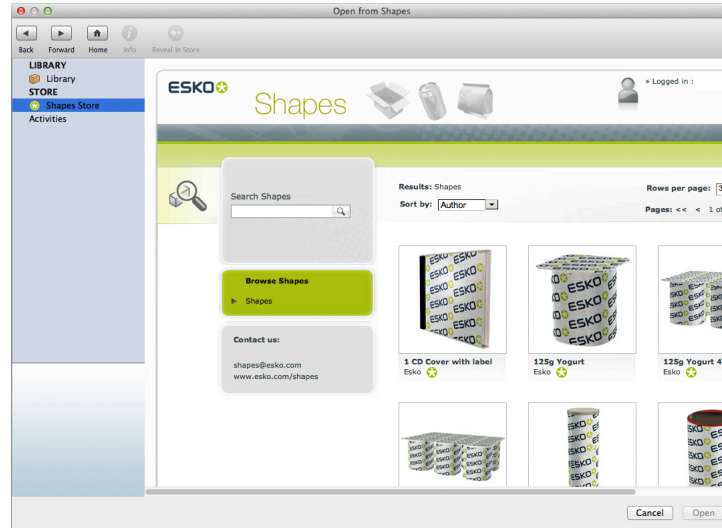 Open from Shapes
Back Forward Home Info Reveal In Store
LIBRARY
Library
STORE
Shapes Store
Activities
ESKO
Shapes
» Logged in :
Search Shapes
Results: Shapes
Sort by: Author
Rows per page: 3
Pages: << < 1 of
Browse Shapes
Shapes
Contact us:
shapes@esko.com
www.esko.com/shapes
1 CD Cover with label
Esko
125g Yogurt
Esko
125g Yogurt 4
Esko
Cancel Open